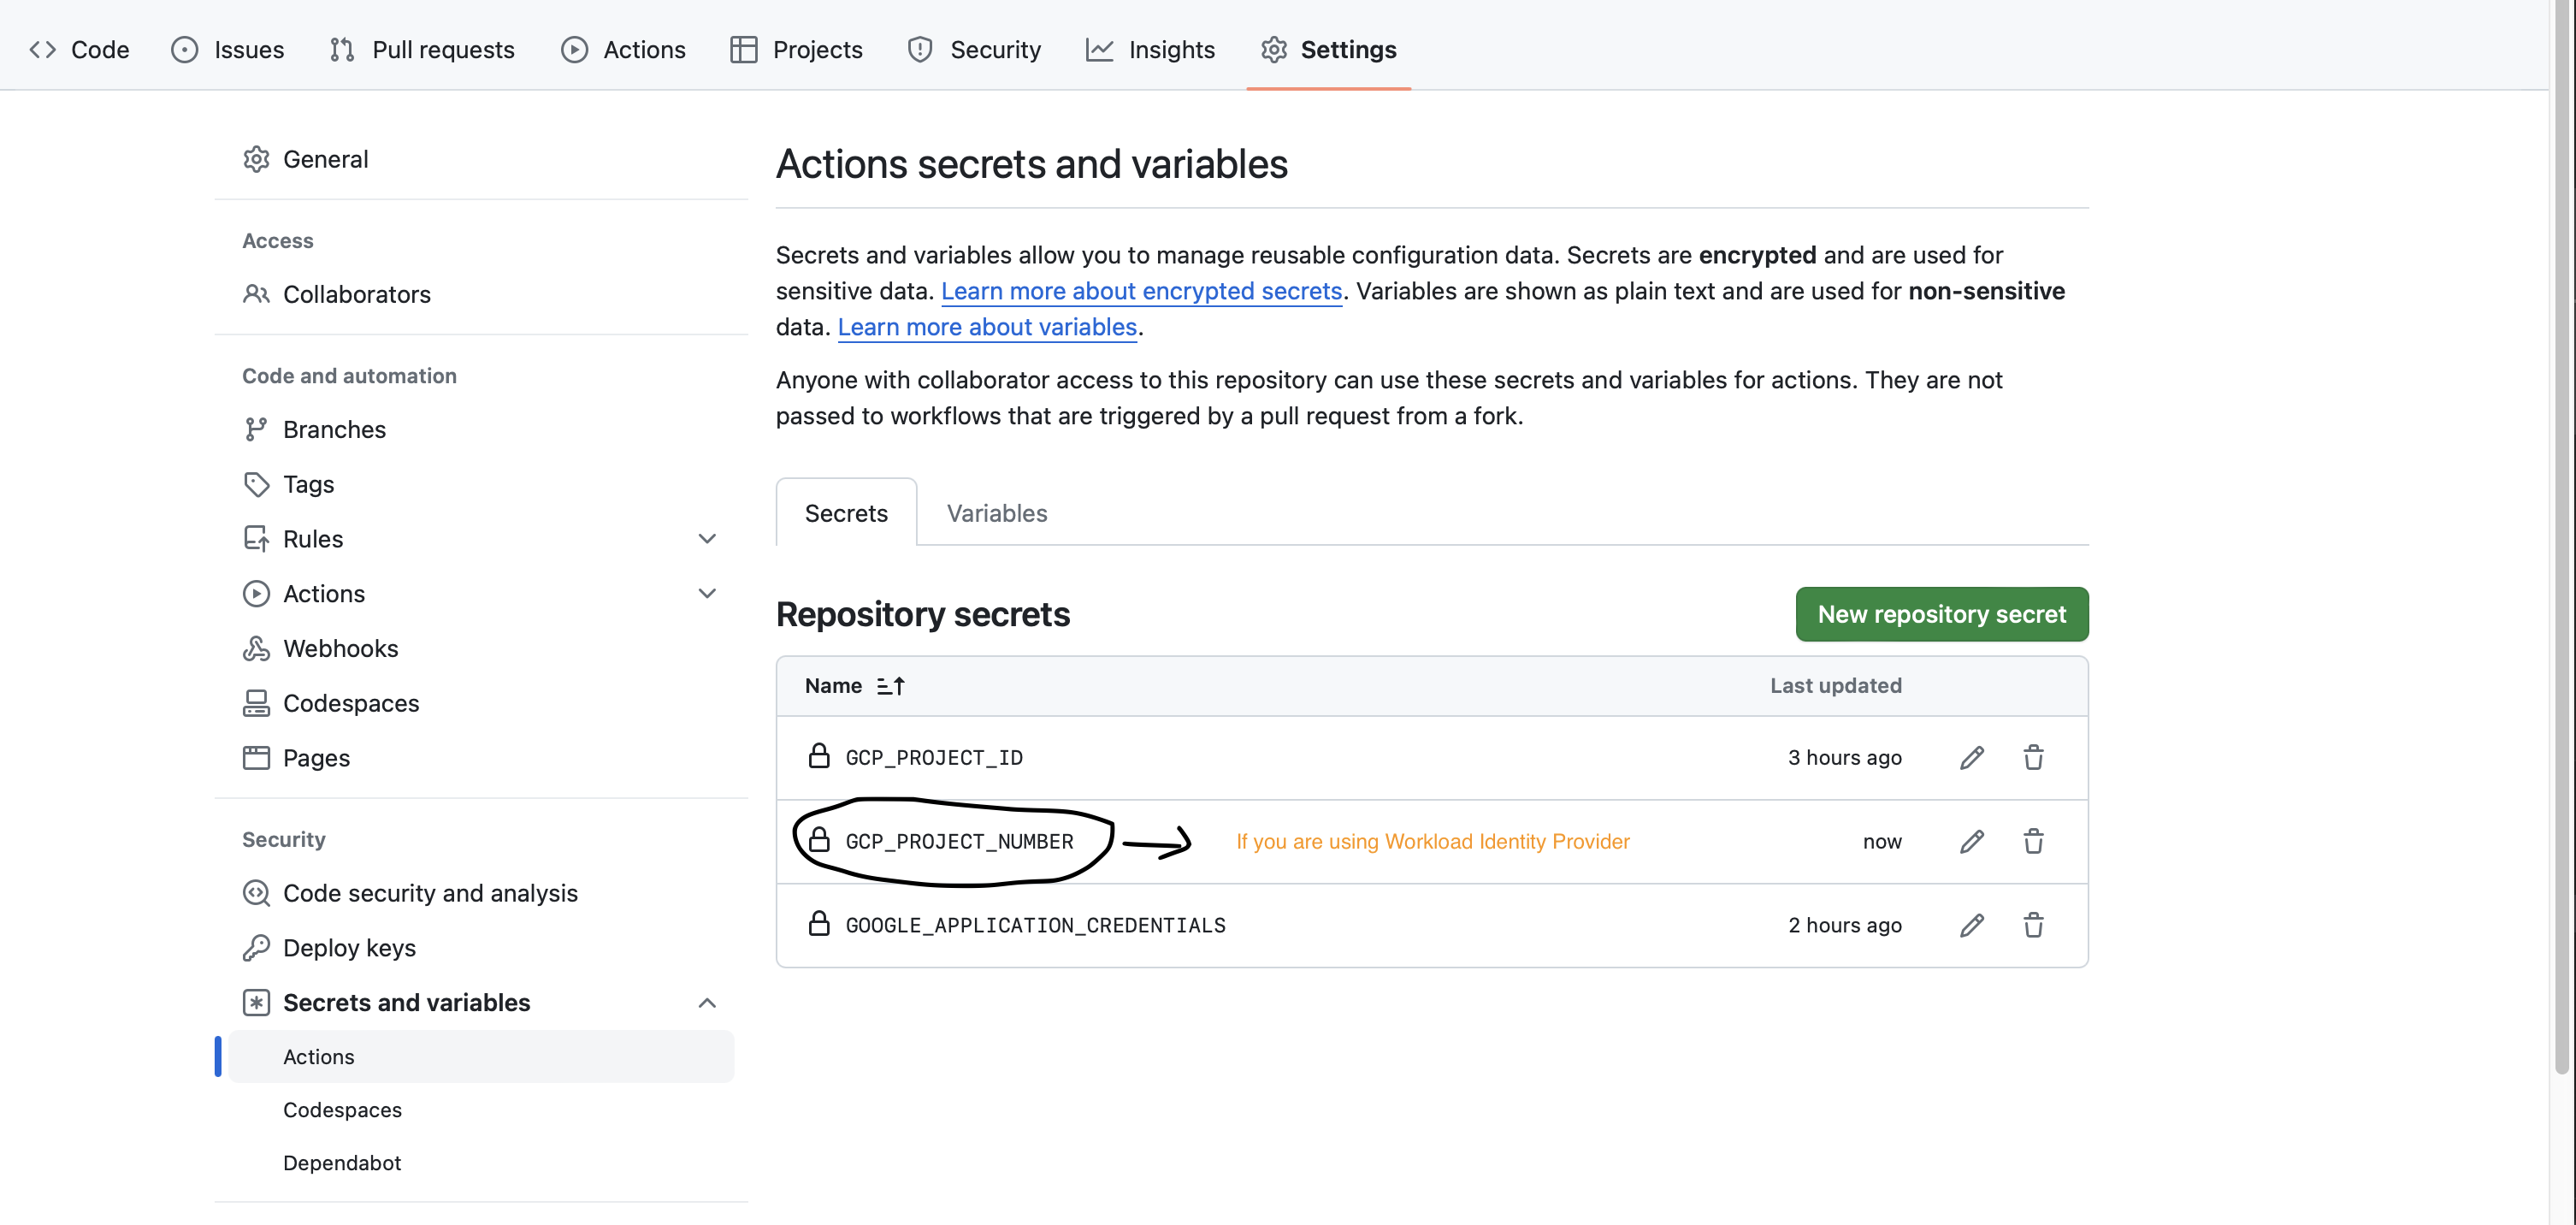 Code Issues Pull requests Actions Projects Security Insights Settings
General
Access
Collaborators
Code and automation
Branches
Tags
Rules
Actions
Webhooks
Codespaces
Pages
Security
Code security and analysis
Deploy keys
Secrets and variables
Actions
Codespaces
Dependabot
Actions secrets and variables
Secrets and variables allow you to manage reusable configuration data. Secrets are encrypted and are used for
sensitive data. Learn more about encrypted secrets. Variables are shown as plain text and are used for non-sensitive
data. Learn more about variables.
Anyone with collaborator access to this repository can use these secrets and variables for actions. They are not
passed to workflows that are triggered by a pull request from a fork.
Secrets Variables
Repository secrets New repository secret
Name Last updated
GCP_PROJECT_ID 3 hours ago
GCP_PROJECT_NUMBER If you are using Workload Identity Provider now
GOOGLE_APPLICATION_CREDENTIALS 2 hours ago